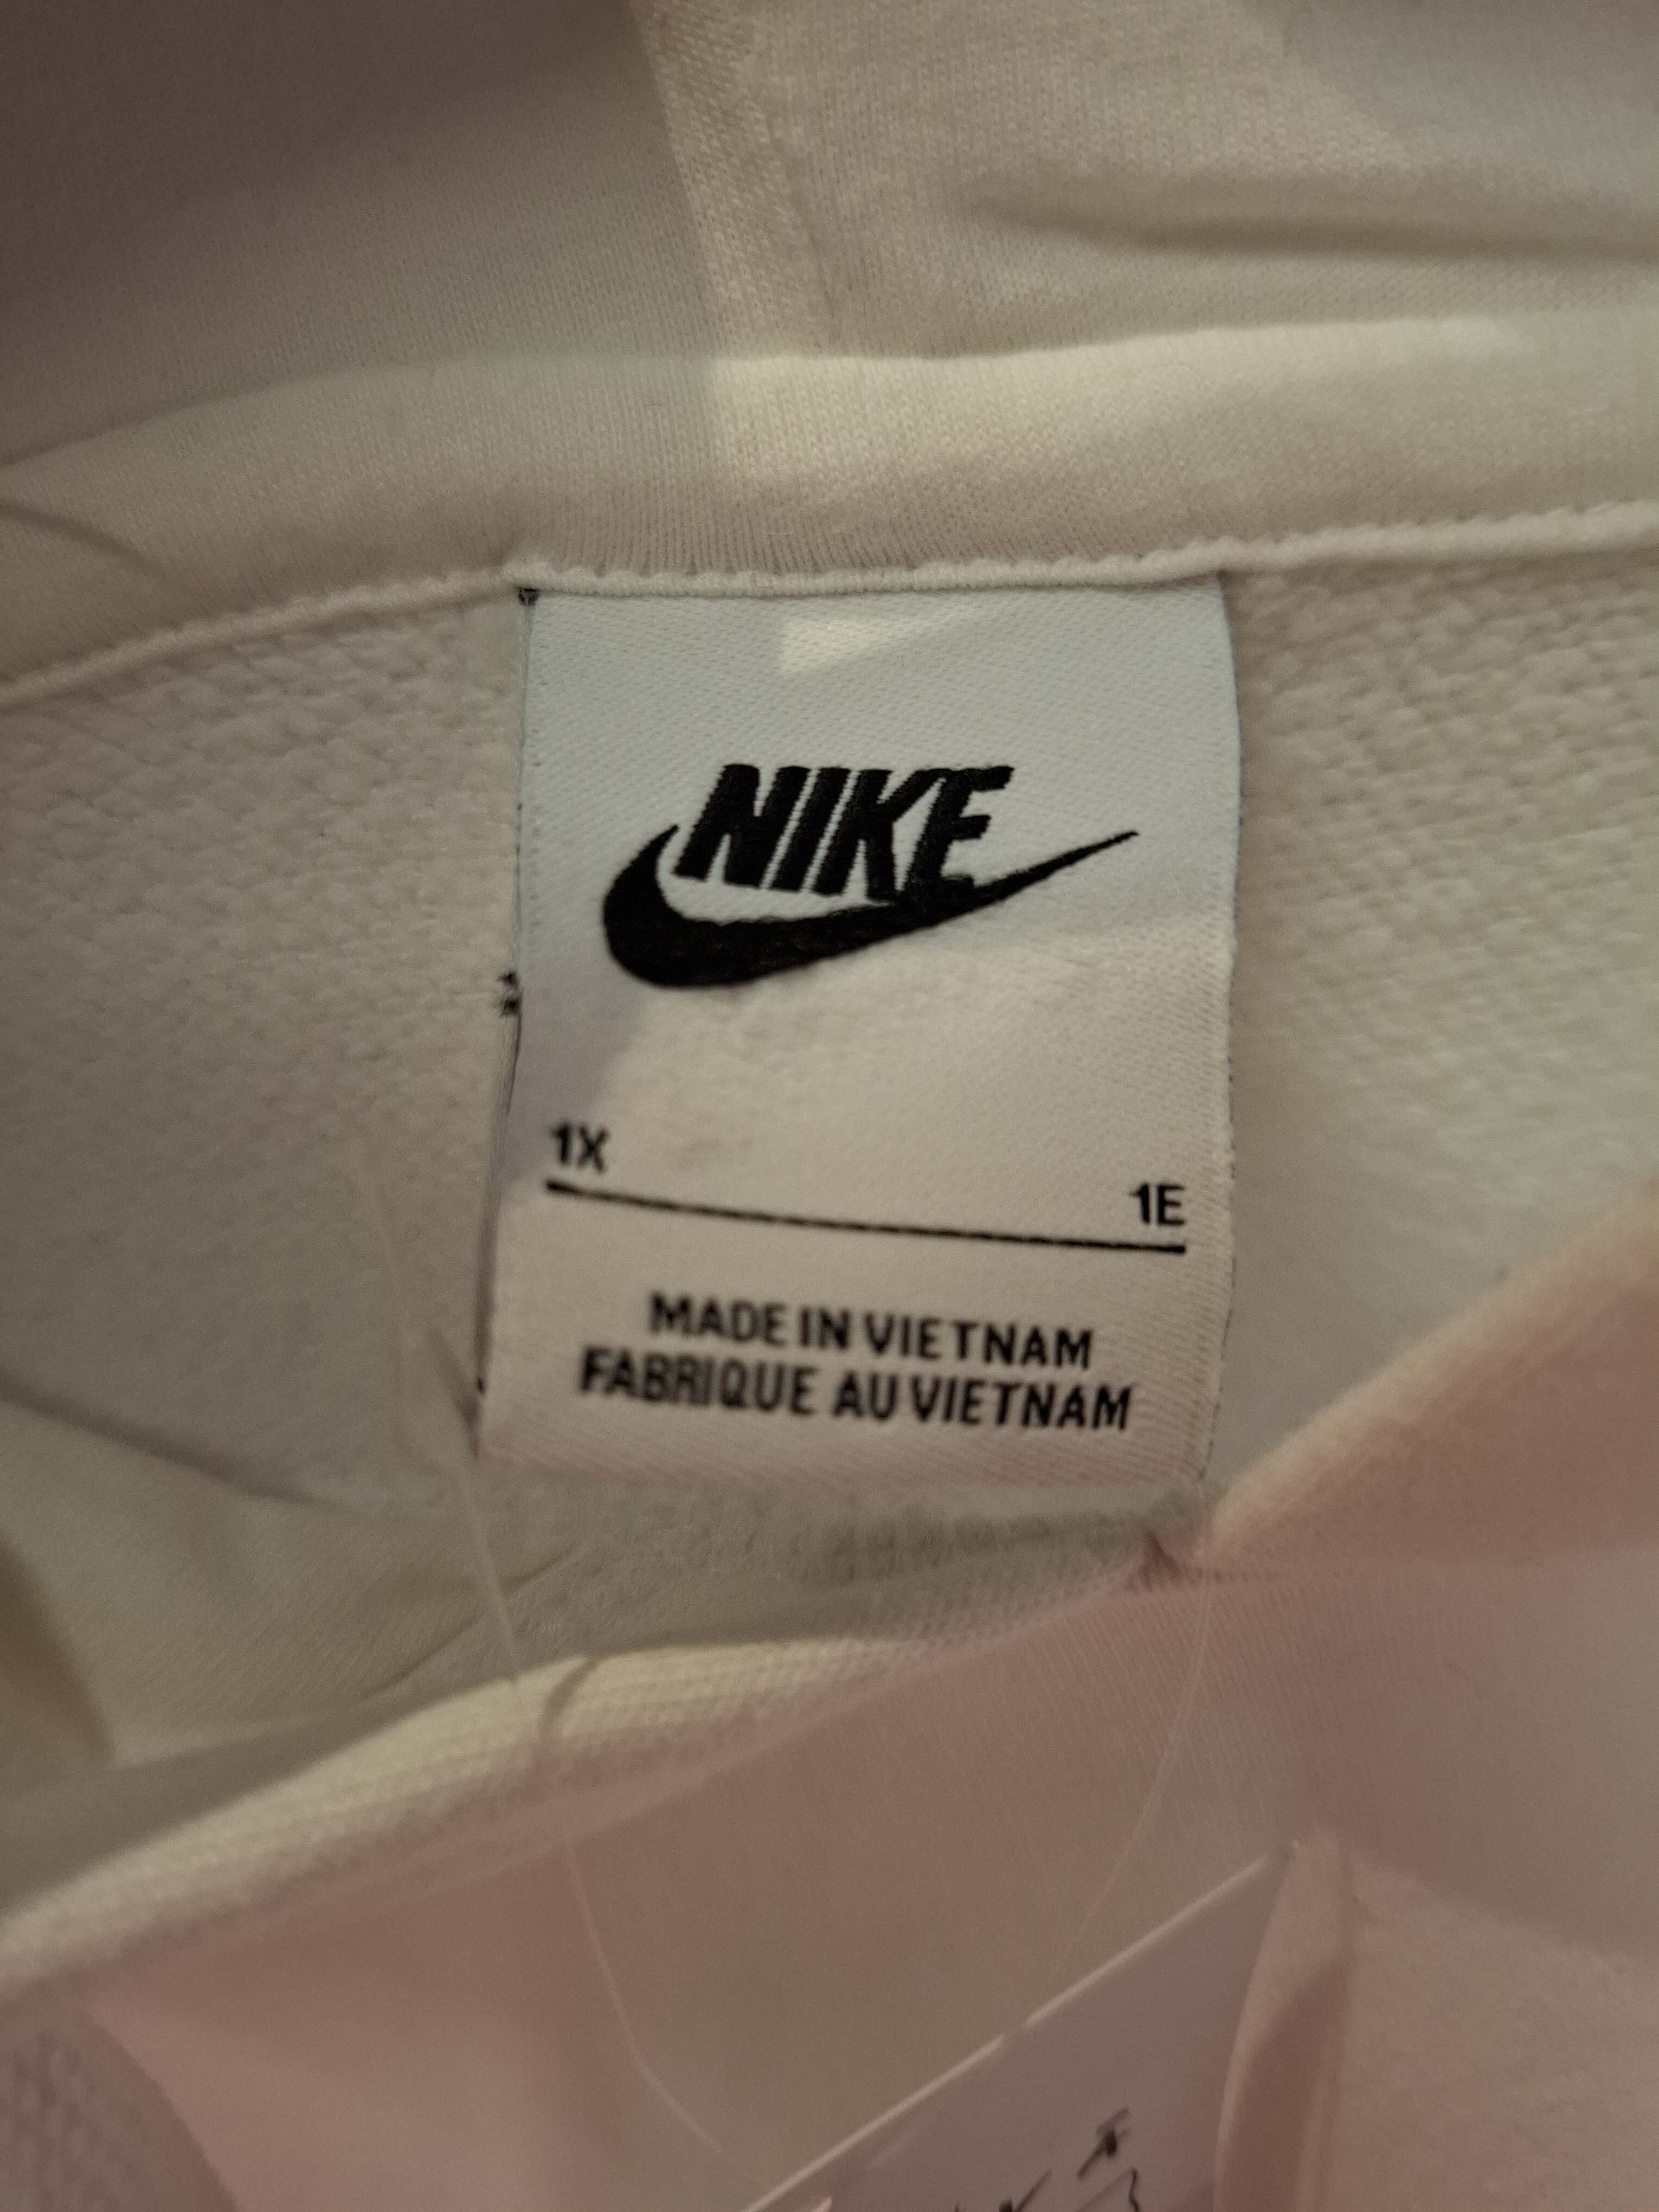 NIKE
1X
1E
MADE IN VIETNAM
FABRIQUE AU VIETNAM